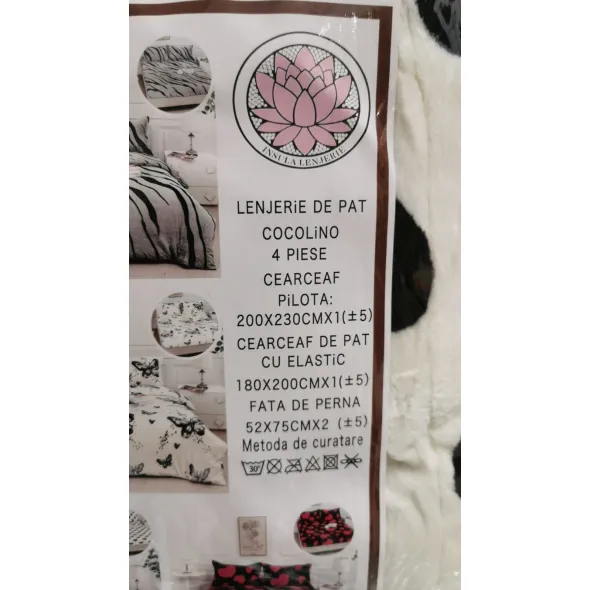 INSULA LENJERIE
LENJERiE DE PAT
COCOLiNO
4 PIESE
CEARCEAF
PiLOTA:
200X230CMX1(±5)
CEARCEAF DE PAT
CU ELASTiC
180X200CMX1(±5)
FATA DE PERNA
52X75CMX2 (±5)
Metoda de curatare
30°